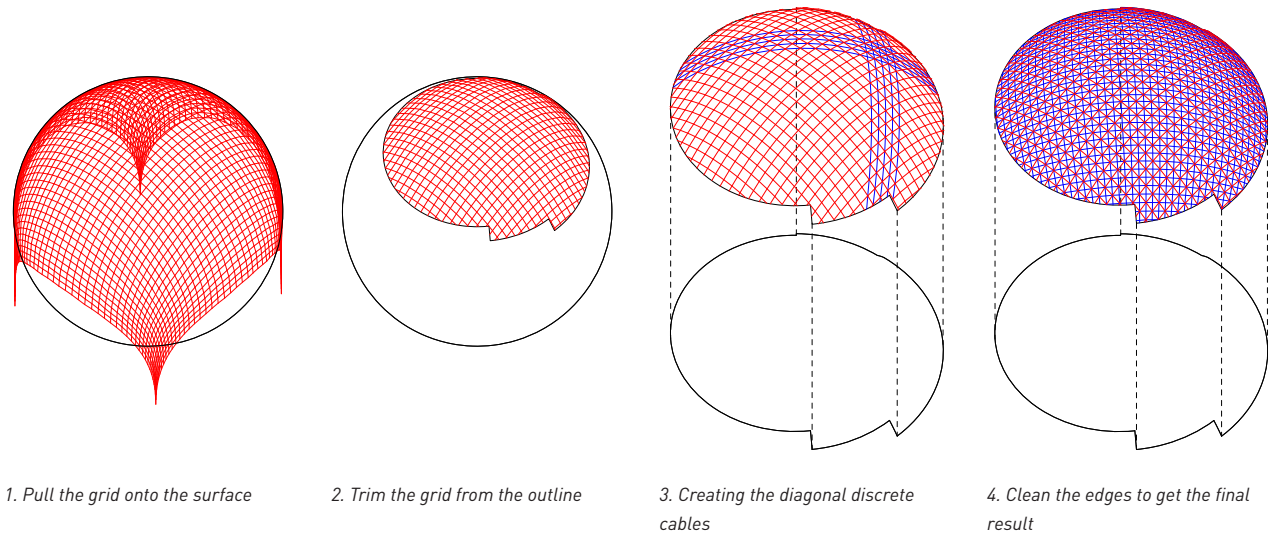 1. Pull the grid onto the surface
2. Trim the grid from the outline
3. Creating the diagonal discrete
cables
4. Clean the edges to get the final
result